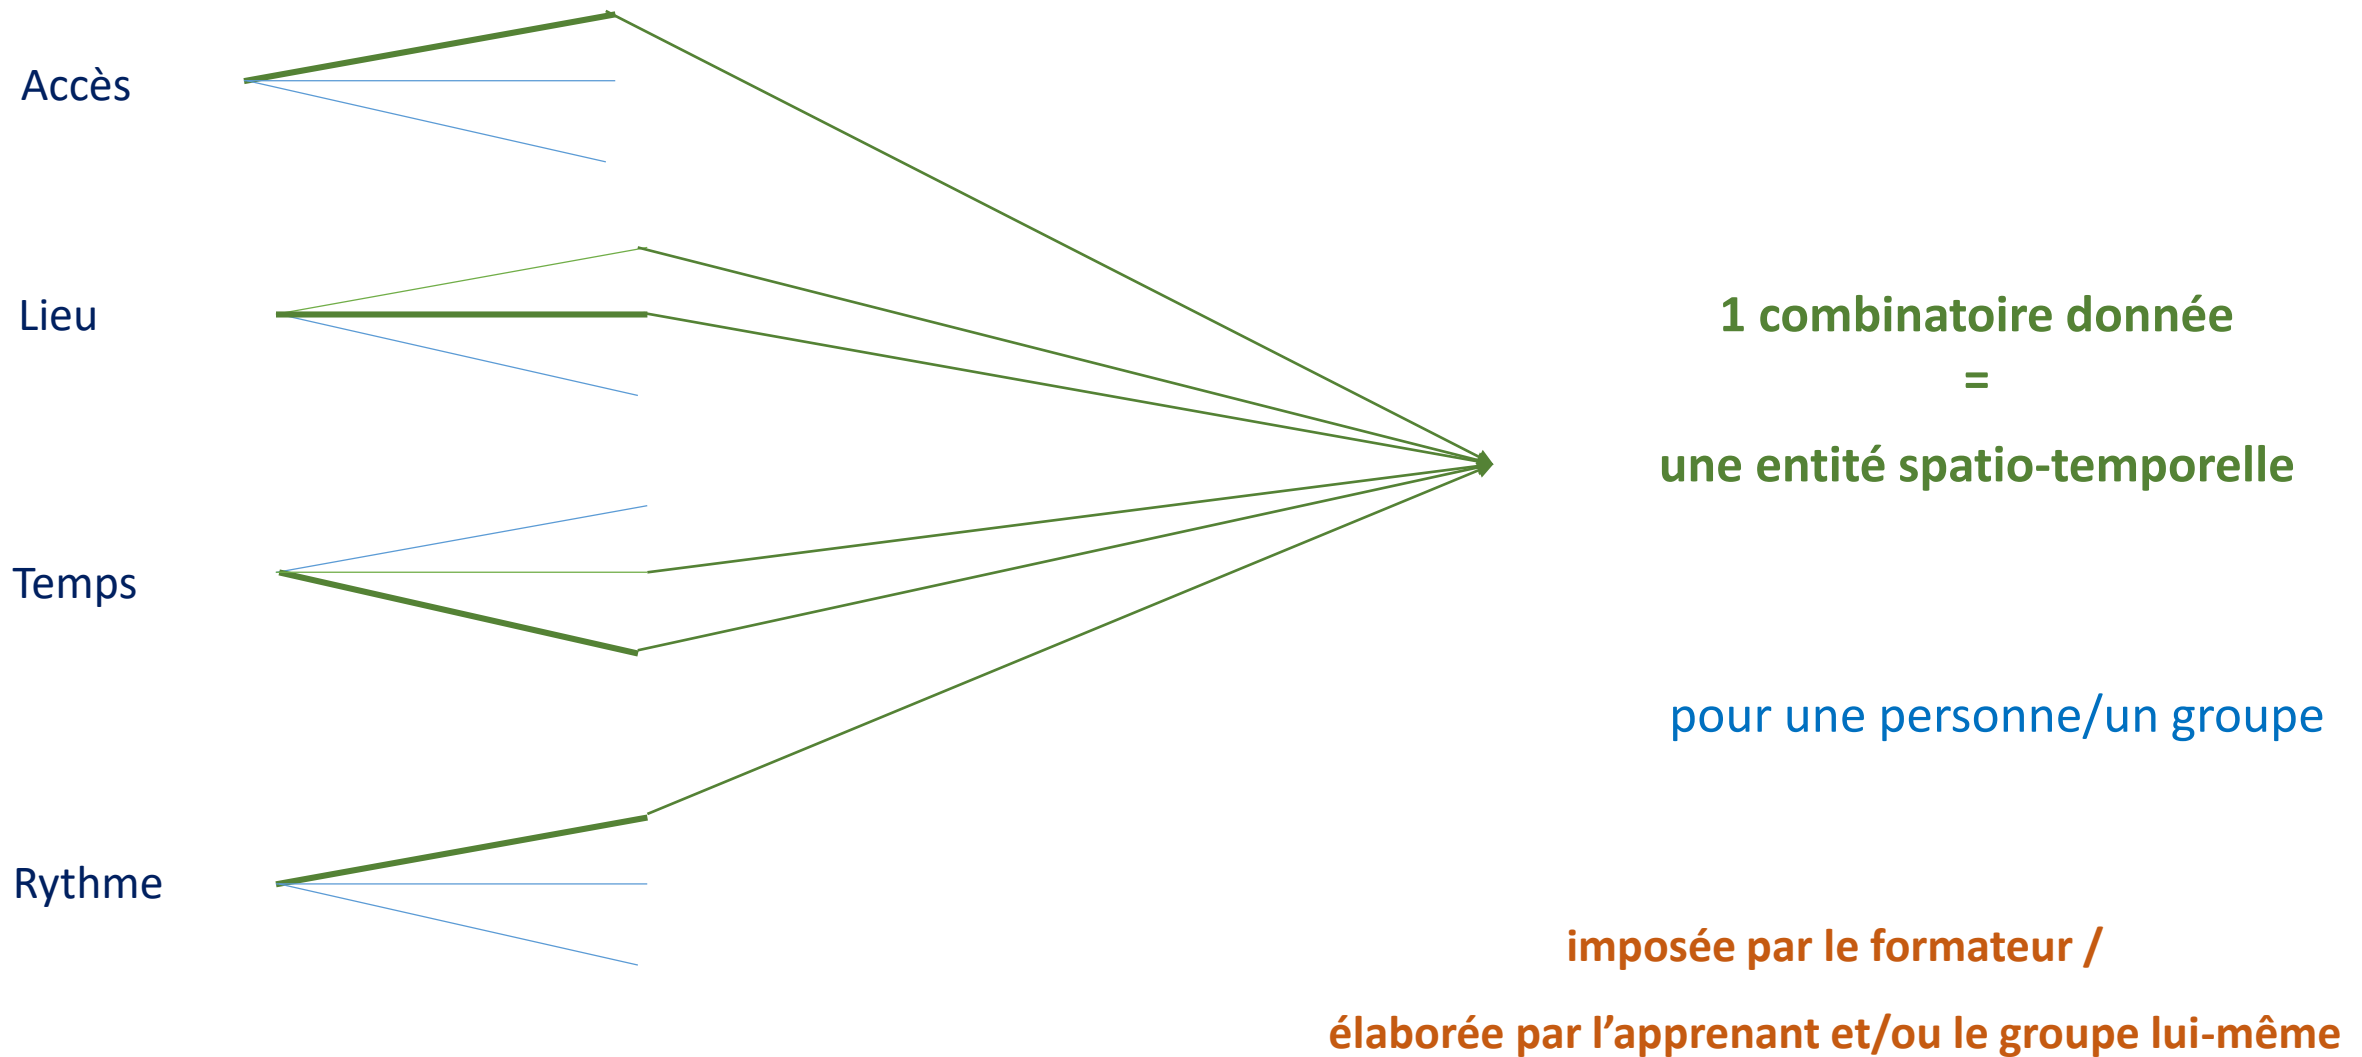 Accès
Lieu
Temps
Rythme
1 combinatoire donnée
=
une entité spatio-temporelle
pour une personne/un groupe
imposée par le formateur /
élaborée par l’apprenant et/ou le groupe lui-même